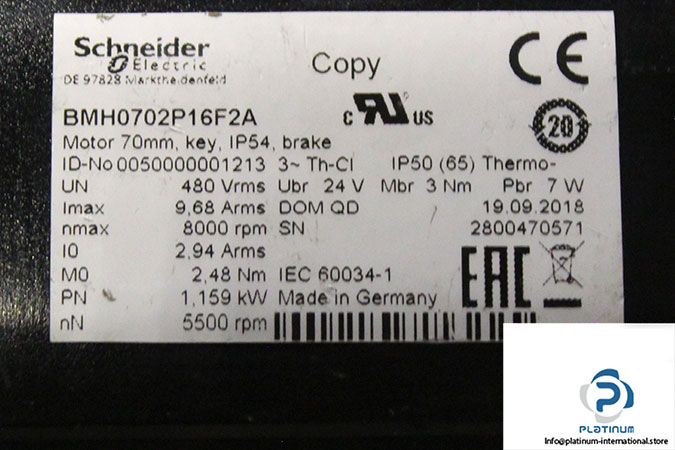 Schneider
Electric
DE 97828 Marktheidenfeld
Copy
CE
BMH0702P16F2A
c RU US
20
Motor 70mm, key, IP54, brake
ID-No 0050000001213 3~ Th-Cl IP50 (65) Thermo-
UN 480 Vrms Ubr 24 V Mbr 3 Nm Pbr 7 W
Imax 9,68 Arms DOM QD 19.09.2018
nmax 8000 rpm SN 2800470571
I0 2,94 Arms
M0 2,48 Nm IEC 60034-1
PN 1,159 kW Made in Germany
nN 5500 rpm
EAC
PLATINUM
Info@platinum-international.store